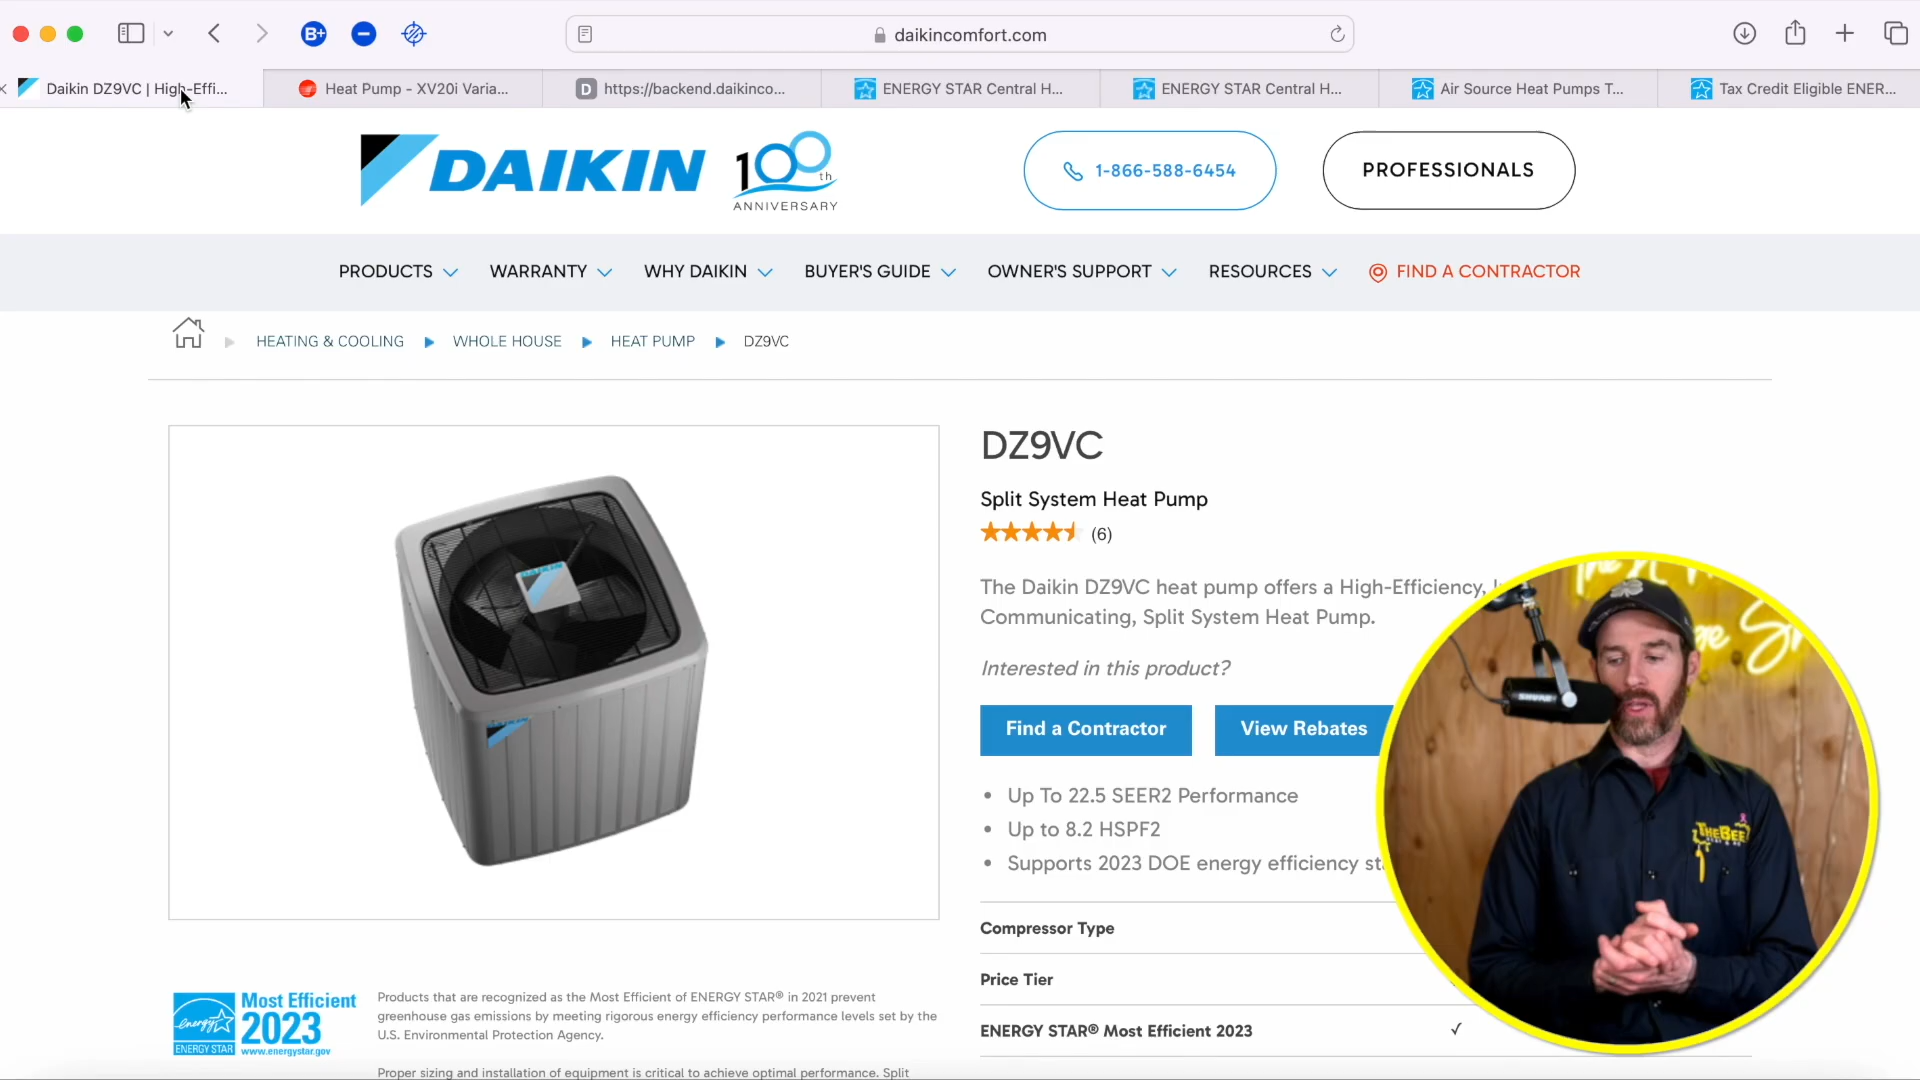 daikincomfort.com
Daikin DZ9VC | High-Effi...
Heat Pump - XV20i Varia...
https://backend.daikinco...
ENERGY STAR Central H...
ENERGY STAR Central H...
Air Source Heat Pumps T...
Tax Credit Eligible ENER...
DAIKIN
100th
ANNIVERSARY
1-866-588-6454
PROFESSIONALS
PRODUCTS
WARRANTY
WHY DAIKIN
BUYER'S GUIDE
OWNER'S SUPPORT
RESOURCES
FIND A CONTRACTOR
HEATING & COOLING
WHOLE HOUSE
HEAT PUMP
DZ9VC
DZ9VC
Split System Heat Pump
(6)
The Daikin DZ9VC heat pump offers a High-Efficiency,
Communicating, Split System Heat Pump.
Interested in this product?
Find a Contractor
View Rebates
Up To 22.5 SEER2 Performance
Up to 8.2 HSPF2
Supports 2023 DOE energy efficiency
Compressor Type
Price Tier
ENERGY STAR® Most Efficient 2023
DAIKIN
DAIKIN
energy
ENERGY STAR
Most Efficient
2023
www.energystar.gov
Products that are recognized as the Most Efficient of ENERGY STAR® in 2021 prevent
greenhouse gas emissions by meeting rigorous energy efficiency performance levels set by the
U.S. Environmental Protection Agency.
Proper sizing and installation of equipment is critical to achieve optimal performance. Split
SHURE
THEBEE